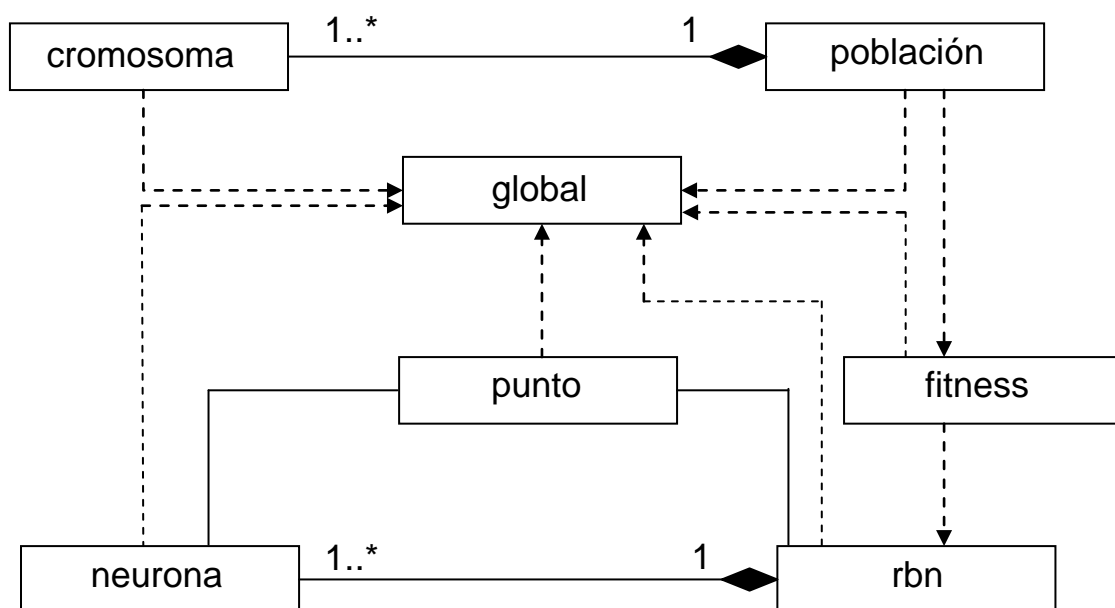 cromosoma
1..*
1
población
global
punto
fitness
neurona
1..*
1
rbn